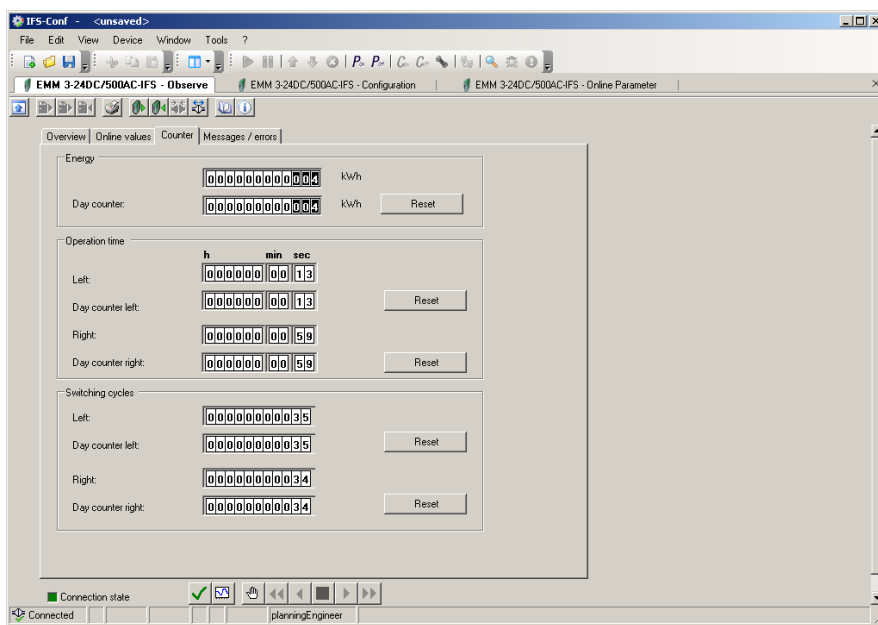 IFS-Conf - <unsaved>
File Edit View Device Window Tools ?
EMM 3-24DC/500AC-IFS - Observe EMM 3-24DC/500AC-IFS - Configuration EMM 3-24DC/500AC-IFS - Online Parameter
Overview Online values Counter Messages / errors
Energy
000000000004 kWh
Day counter: 000000000004 kWh Reset
Operation time
h min sec
Left: 000000 00 13
Day counter left: 000000 00 13 Reset
Right: 000000 00 59
Day counter right: 000000 00 59 Reset
Switching cycles
Left: 00000000035
Day counter left: 00000000035 Reset
Right: 00000000034
Day counter right: 00000000034 Reset
Connection state
Connected planningEngineer